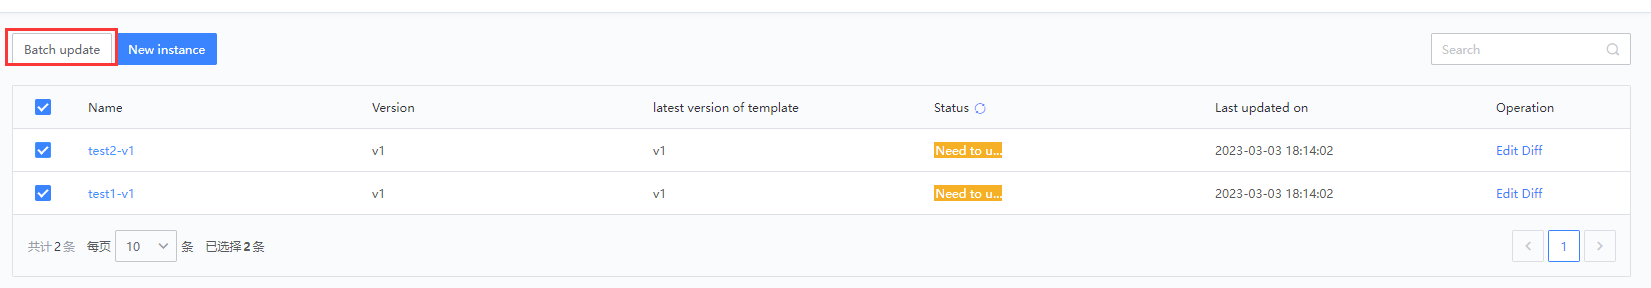 Batch update New instance Search
Name Version latest version of template Status Last updated on Operation
test2-v1 v1 v1 Need to u... 2023-03-03 18:14:02 Edit Diff
test1-v1 v1 v1 Need to u... 2023-03-03 18:14:02 Edit Diff
共计2条 每页 10 条 已选择2条 1